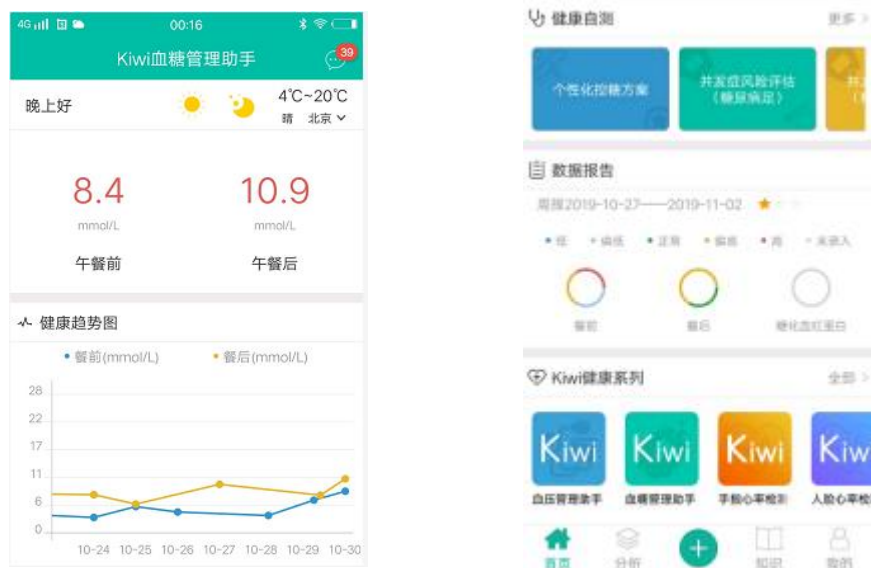 4G 00:16
Kiwi血糖管理助手 39
晚上好 4℃~20℃
晴 北京
8.4 10.9
mmol/L mmol/L
午餐前 午餐后
健康趋势图
餐前(mmol/L) 餐后(mmol/L)
28
22
17
11
6
0
10-24 10-25 10-26 10-27 10-28 10-29 10-30
健康自测 更多 >
个性化控糖方案
并发症风险评估
(糖尿病足)
数据报告
周报2019-10-27——2019-11-02
低 偏低 正常 偏高 高 未录入
餐前 餐后 糖化血红蛋白
Kiwi健康系列 全部 >
Kiwi Kiwi Kiwi Kiw
血压管理助手 血糖管理助手 手指心率检测 人脸心率检
首页 分析 知识 我的